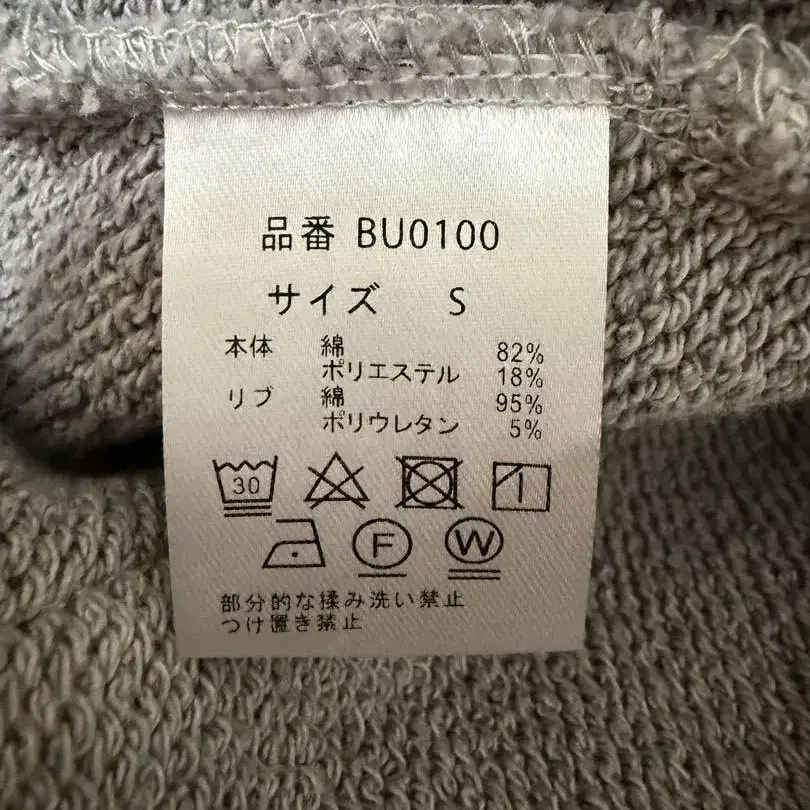 品番 BU0100
サイズ S
本体 綿 82%
ポリエステル 18%
リブ 綿 95%
ポリウレタン 5%
30
F W
部分的な揉み洗い禁止
つけ置き禁止